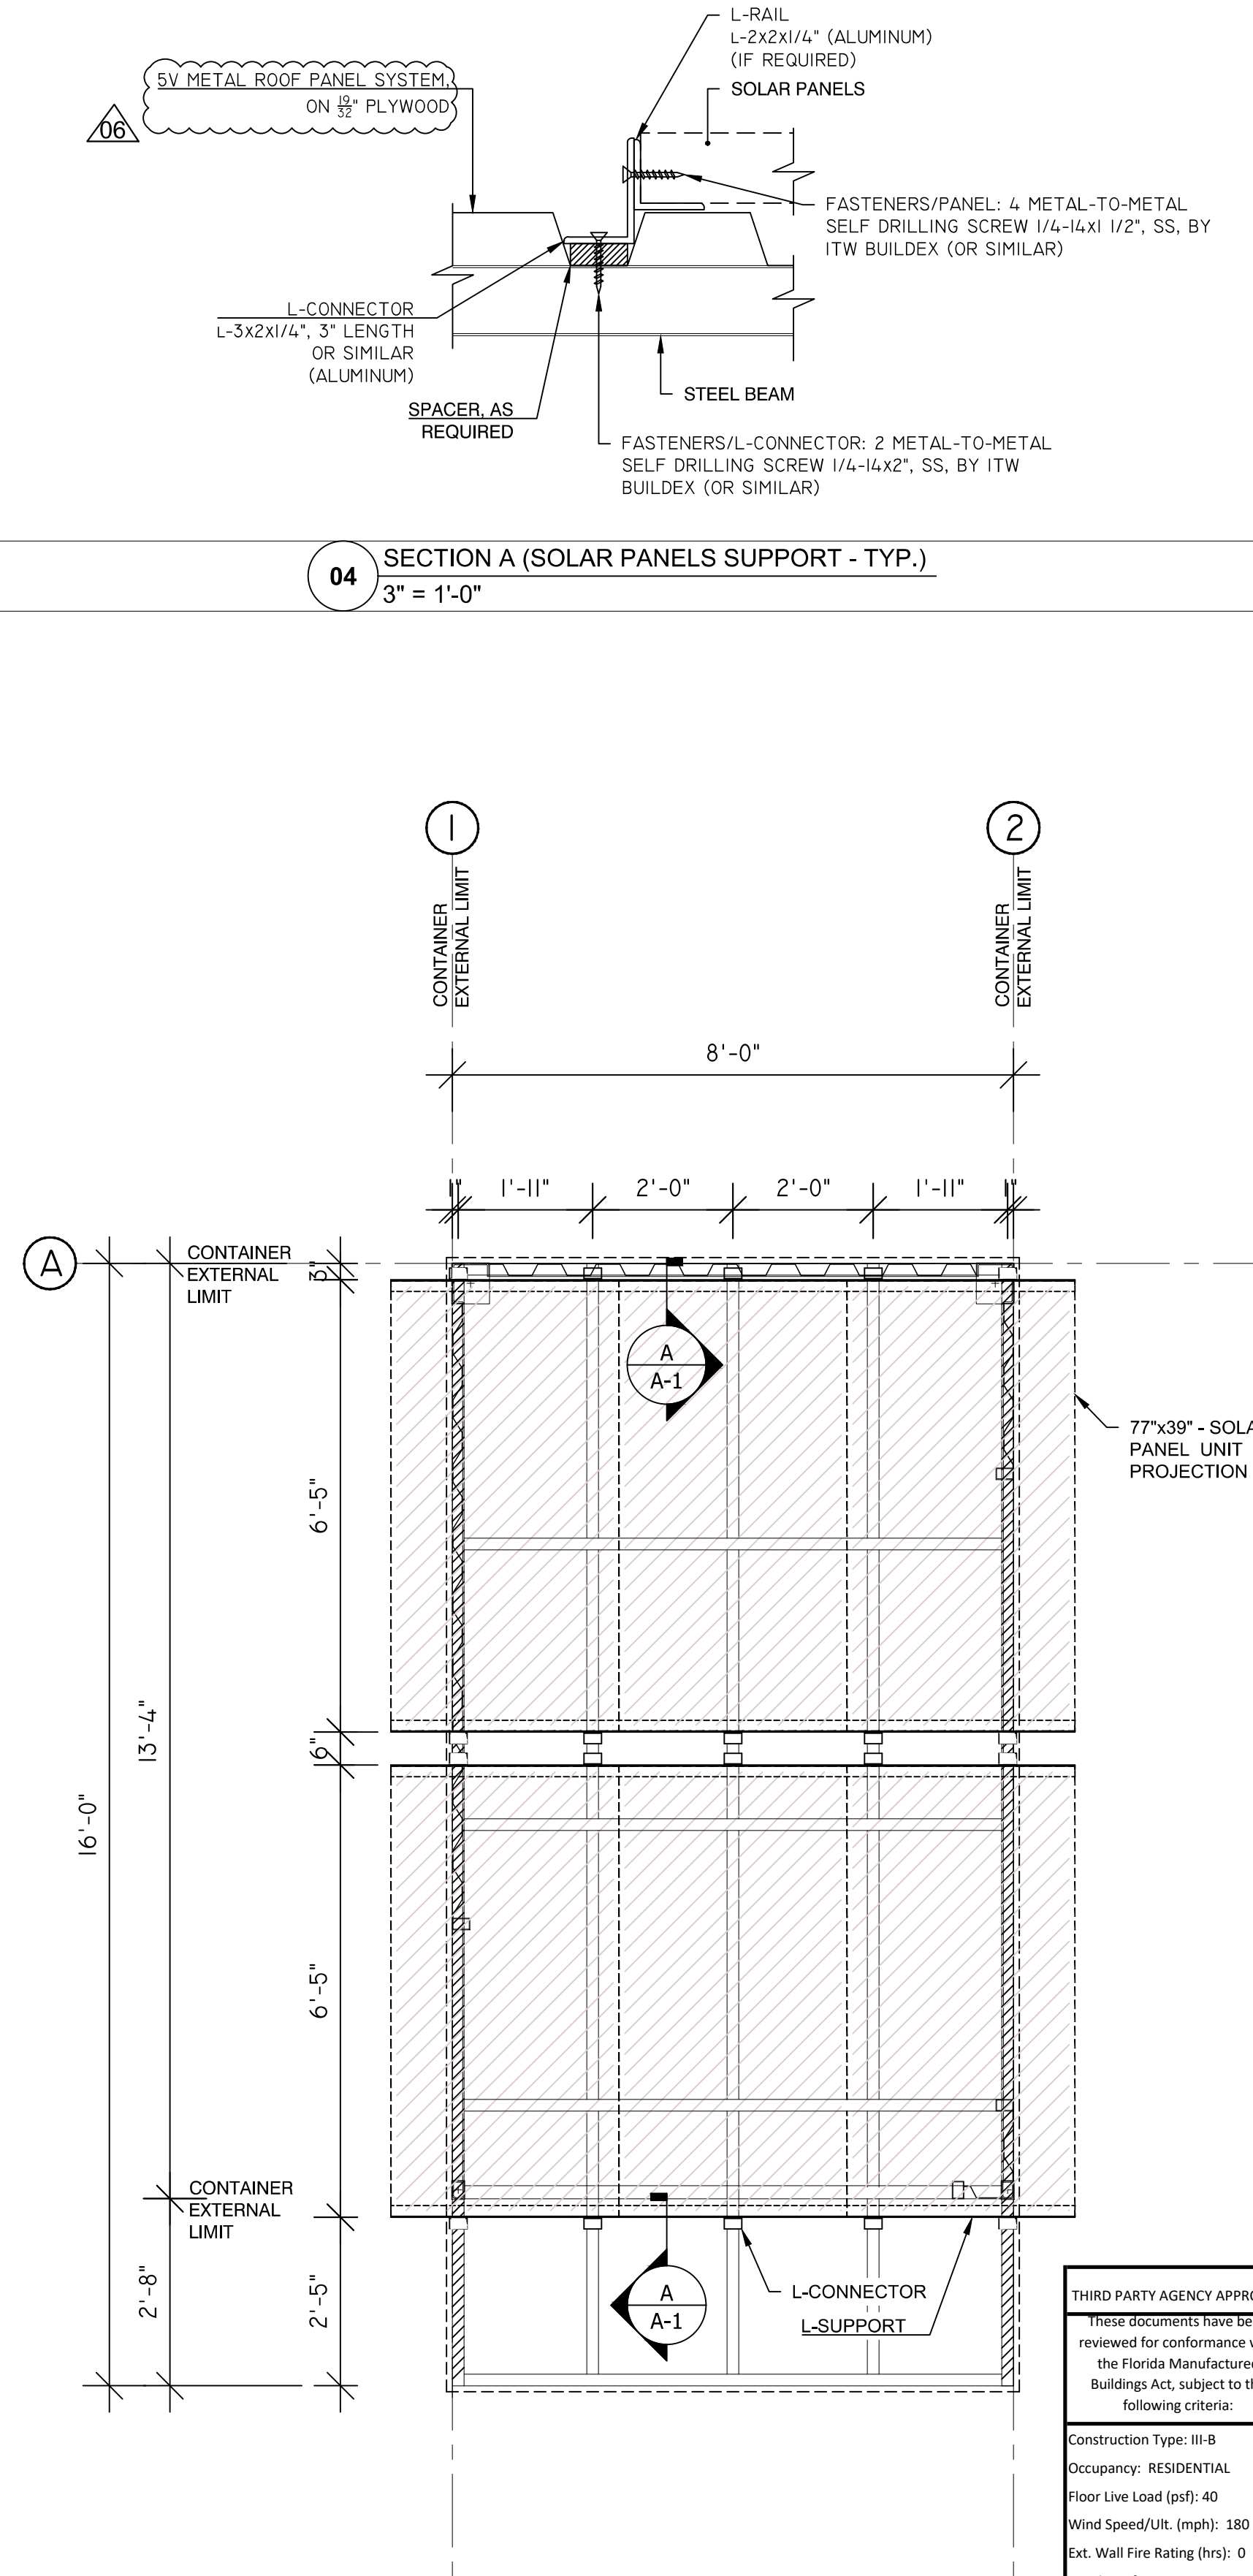 L-RAIL
L-2x2x1/4" (ALUMINUM)
(IF REQUIRED)
SOLAR PANELS
5V METAL ROOF PANEL SYSTEM,
ON 19/32" PLYWOOD
06
FASTENERS/PANEL: 4 METAL-TO-METAL
SELF DRILLING SCREW 1/4-14x1 1/2", SS, BY
ITW BUILDEX (OR SIMILAR)
L-CONNECTOR
L-3x2x1/4", 3" LENGTH
OR SIMILAR
(ALUMINUM)
SPACER, AS
REQUIRED
STEEL BEAM
FASTENERS/L-CONNECTOR: 2 METAL-TO-METAL
SELF DRILLING SCREW 1/4-14x2", SS, BY ITW
BUILDEX (OR SIMILAR)
04
SECTION A (SOLAR PANELS SUPPORT - TYP.)
3" = 1'-0"
1
2
CONTAINER
EXTERNAL LIMIT
CONTAINER
EXTERNAL LIMIT
8'-0"
1"
1'-11"
2'-0"
2'-0"
1'-11"
1"
A
CONTAINER
EXTERNAL
LIMIT
3"
A
A-1
77"x39" - SOLA
PANEL UNIT
PROJECTION
6'-5"
13'-4"
6"
16'-0"
6'-5"
CONTAINER
EXTERNAL
LIMIT
2'-8"
2'-5"
A
A-1
L-CONNECTOR
L-SUPPORT
THIRD PARTY AGENCY APPRO
These documents have be
reviewed for conformance
the Florida Manufacture
Buildings Act, subject to th
following criteria:
Construction Type: III-B
Occupancy: RESIDENTIAL
Floor Live Load (psf): 40
Wind Speed/Ult. (mph): 180
Ext. Wall Fire Rating (hrs): 0